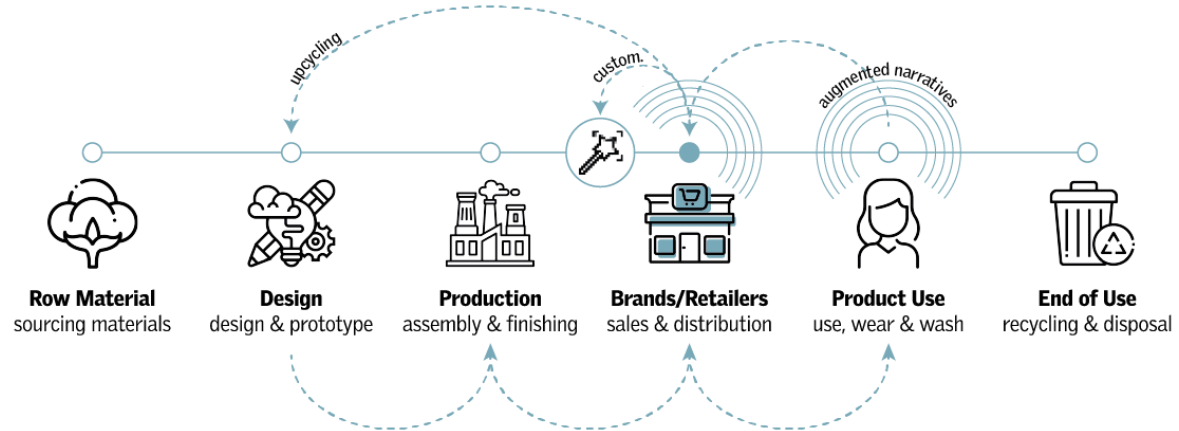 upcycling
custom.
augmented narratives
Row Material
sourcing materials
Design
design & prototype
Production
assembly & finishing
Brands/Retailers
sales & distribution
Product Use
use, wear & wash
End of Use
recycling & disposal